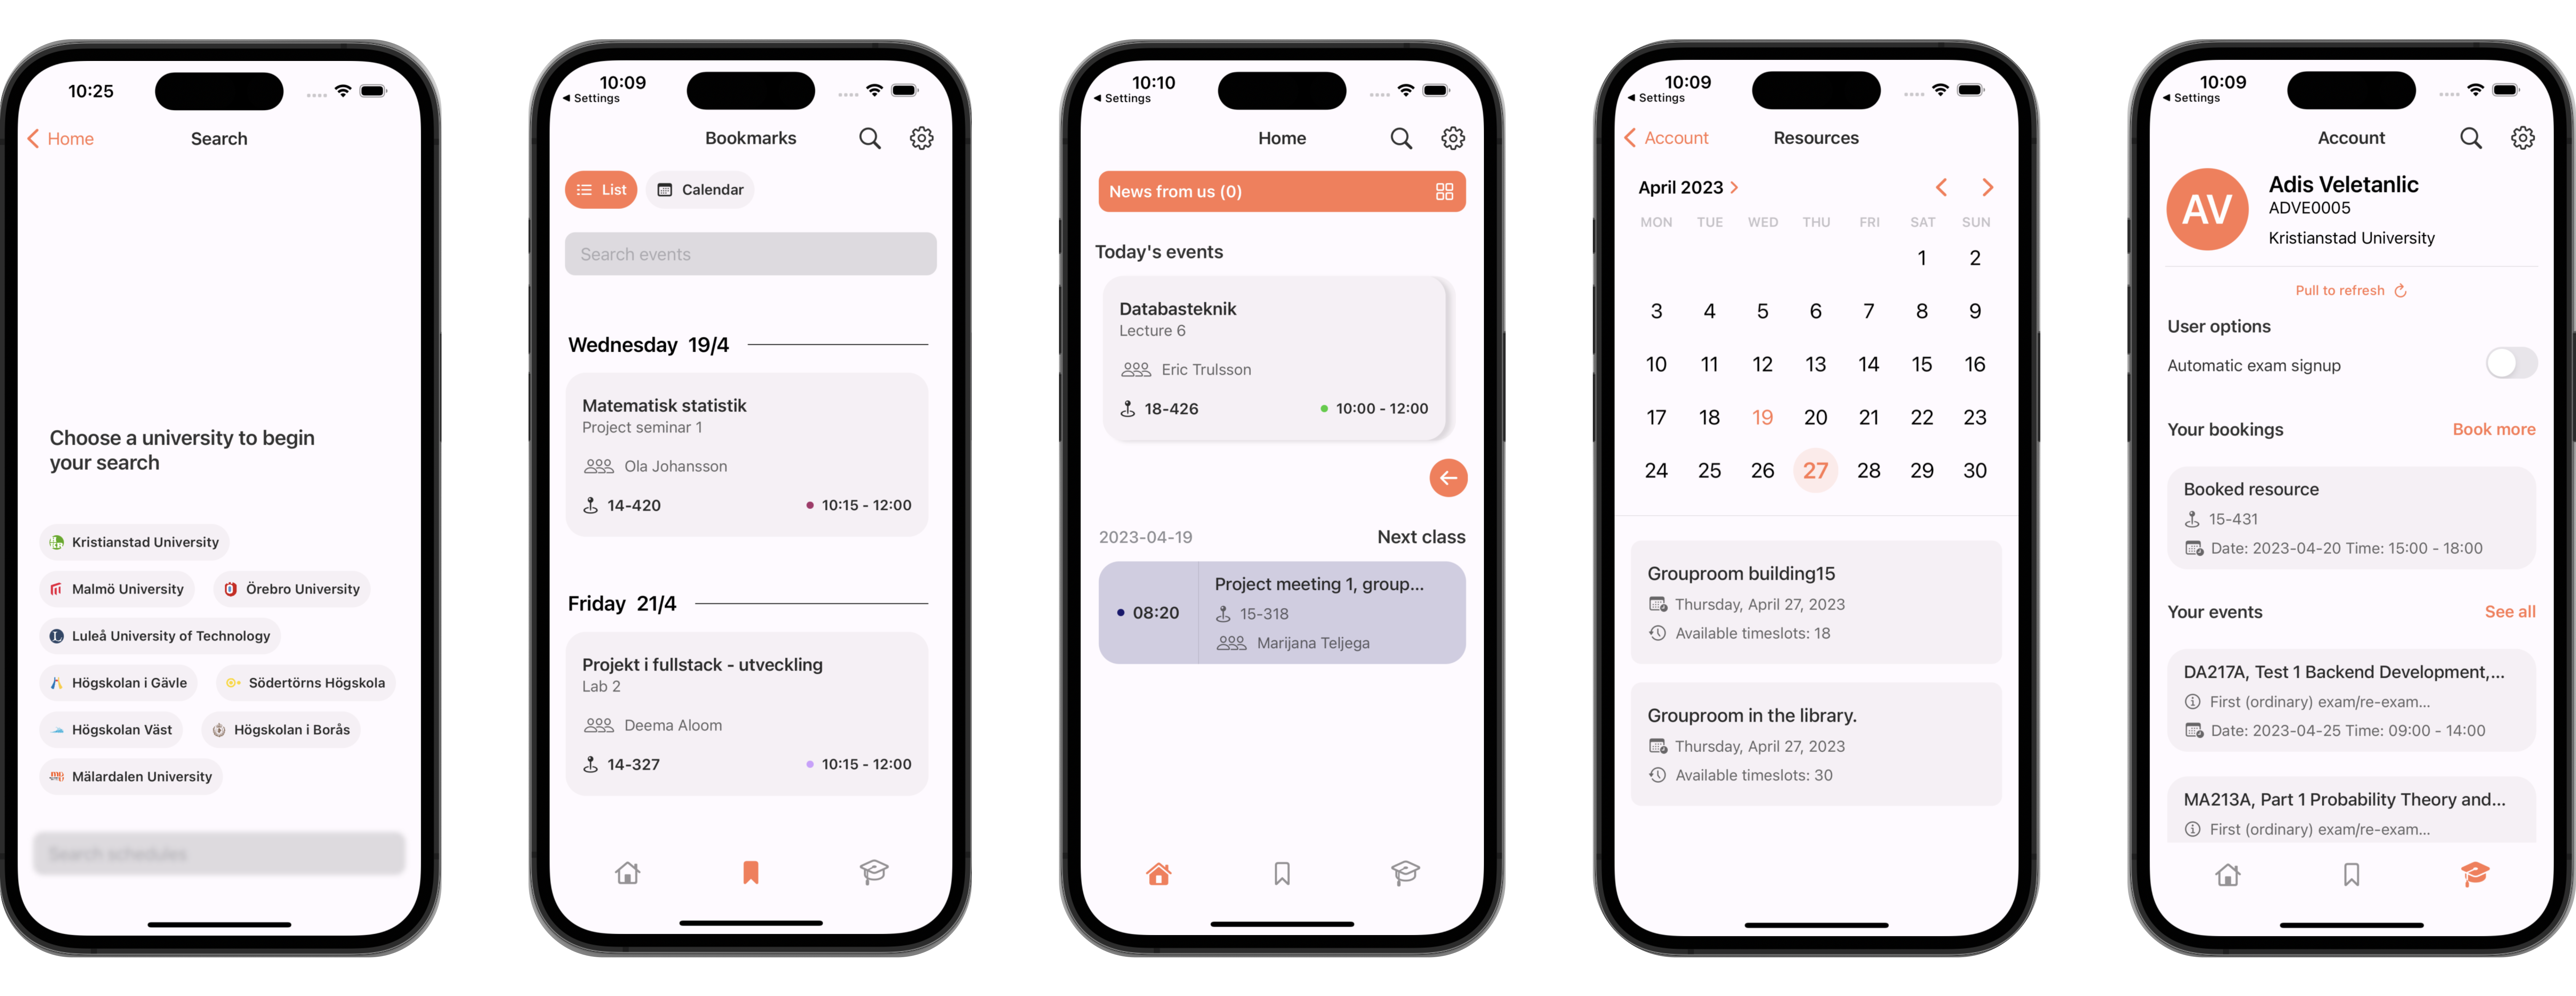 10:25
Home
Search
Choose a university to begin
your search
Kristianstad University
Malmö University
Örebro University
Luleå University of Technology
Högskolan i Gävle
Södertörns Högskola
Högskolan Väst
Högskolan i Borås
Mälardalen University
Search schedules
10:09
Settings
Bookmarks
List
Calendar
Search events
Wednesday 19/4
Matematisk statistik
Project seminar 1
Ola Johansson
14-420
10:15 - 12:00
Friday 21/4
Projekt i fullstack - utveckling
Lab 2
Deema Aloom
14-327
10:15 - 12:00
10:10
Settings
Home
News from us (0)
Today's events
Databasteknik
Lecture 6
Eric Trulsson
18-426
10:00 - 12:00
2023-04-19
Next class
08:20
Project meeting 1, group...
15-318
Marijana Teljega
10:09
Settings
Account
Resources
April 2023
MON TUE WED THU FRI SAT SUN
1 2
3 4 5 6 7 8 9
10 11 12 13 14 15 16
17 18 19 20 21 22 23
24 25 26 27 28 29 30
Grouproom building15
Thursday, April 27, 2023
Available timeslots: 18
Grouproom in the library.
Thursday, April 27, 2023
Available timeslots: 30
10:09
Settings
Account
AV
Adis Veletanlic
ADVE0005
Kristianstad University
Pull to refresh
User options
Automatic exam signup
Your bookings
Book more
Booked resource
15-431
Date: 2023-04-20 Time: 15:00 - 18:00
Your events
See all
DA217A, Test 1 Backend Development,...
First (ordinary) exam/re-exam...
Date: 2023-04-25 Time: 09:00 - 14:00
MA213A, Part 1 Probability Theory and...
First (ordinary) exam/re-exam...